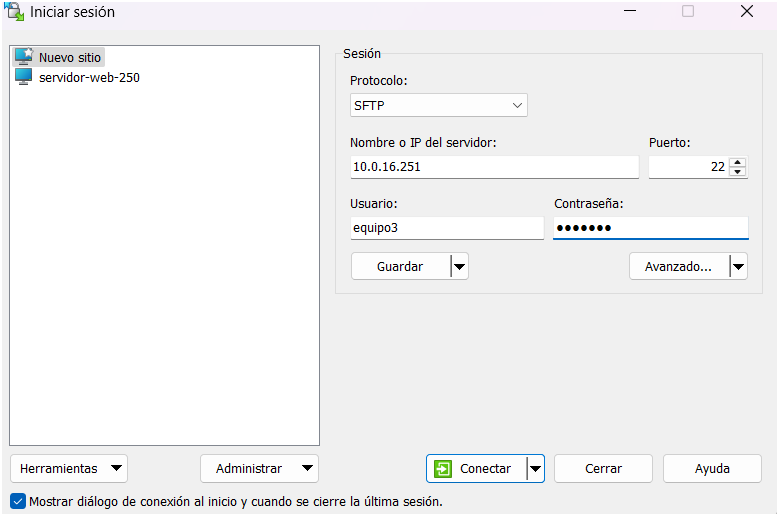 Iniciar sesión
Nuevo sitio
servidor-web-250
Sesión
Protocolo:
SFTP
Nombre o IP del servidor: Puerto:
10.0.16.251 22
Usuario: Contraseña:
equipo3 ●●●●●●●
Guardar Avanzado...
Herramientas Administrar Conectar Cerrar Ayuda
Mostrar diálogo de conexión al inicio y cuando se cierre la última sesión.